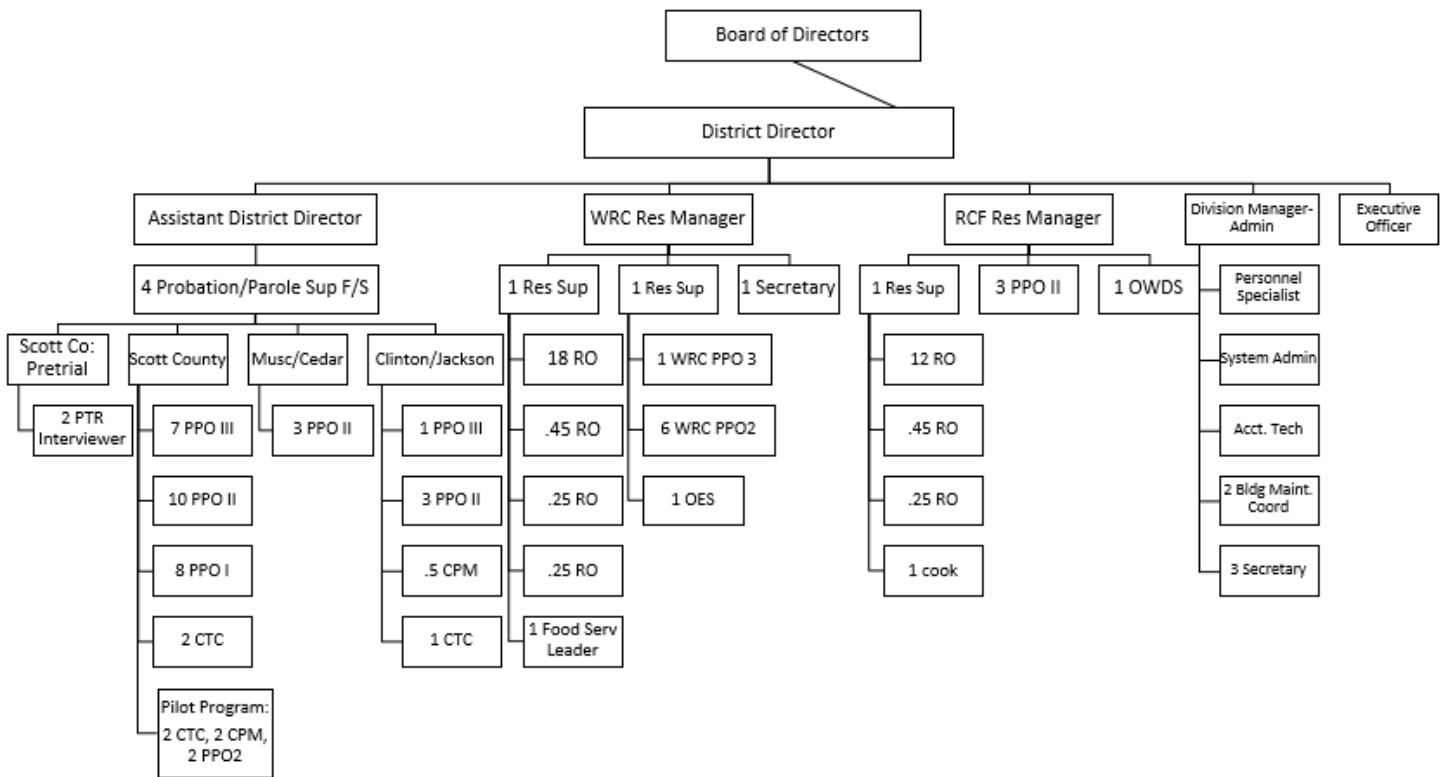 Board of Directors
District Director
Assistant District Director
WRC Res Manager
RCF Res Manager
Division Manager-
Admin
Executive
Officer
4 Probation/Parole Sup F/S
1 Res Sup
1 Res Sup
1 Secretary
1 Res Sup
3 PPO II
1 OWDS
Personnel
Specialist
Scott Co:
Pretrial
Scott County
Musc/Cedar
Clinton/Jackson
18 RO
1 WRC PPO 3
12 RO
System Admin
2 PTR
Interviewer
7 PPO III
3 PPO II
1 PPO III
.45 RO
6 WRC PPO2
.45 RO
Acct. Tech
10 PPO II
3 PPO II
.25 RO
1 OES
.25 RO
2 Bldg Maint.
Coord
8 PPO I
.5 CPM
.25 RO
1 cook
3 Secretary
2 CTC
1 CTC
1 Food Serv
Leader
Pilot Program:
2 CTC, 2 CPM,
2 PPO2